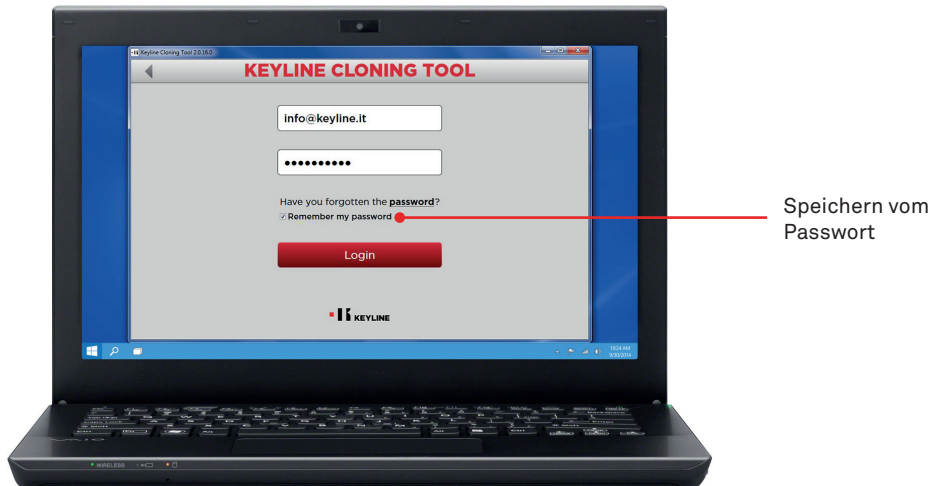 Keyline Cloning Tool 2.0.16.0
KEYLINE CLONING TOOL
info@keyline.it
••••••••••
Have you forgotten the password?
Remember my password
Speichern vom
Passwort
Login
KEYLINE
10:24 AM
9/30/2014
VAIO
WIRELESS